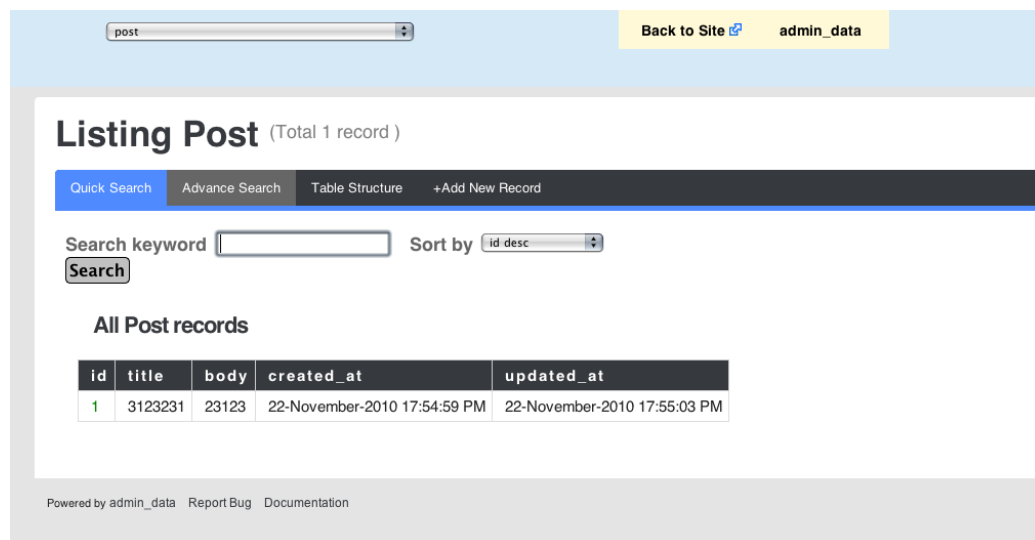 post Back to Site admin_data
Listing Post (Total 1 record )
Quick Search Advance Search Table Structure +Add New Record
Search keyword Sort by id desc
Search
All Post records
id title body created_at updated_at
1 3123231 23123 22-November-2010 17:54:59 PM 22-November-2010 17:55:03 PM
Powered by admin_data Report Bug Documentation